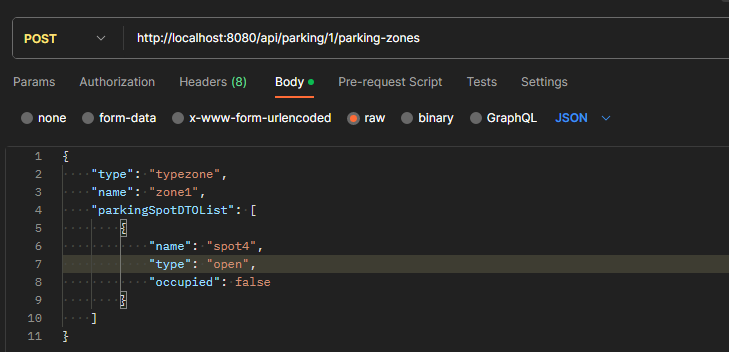 POST http://localhost:8080/api/parking/1/parking-zones
Params Authorization Headers (8) Body Pre-request Script Tests Settings
none form-data x-www-form-urlencoded raw binary GraphQL JSON
1 {
2 "type": "typezone",
3 "name": "zone1",
4 "parkingSpotDTOList": [
5 {
6 "name": "spot4",
7 "type": "open",
8 "occupied": false
9 }
10 ]
11 }